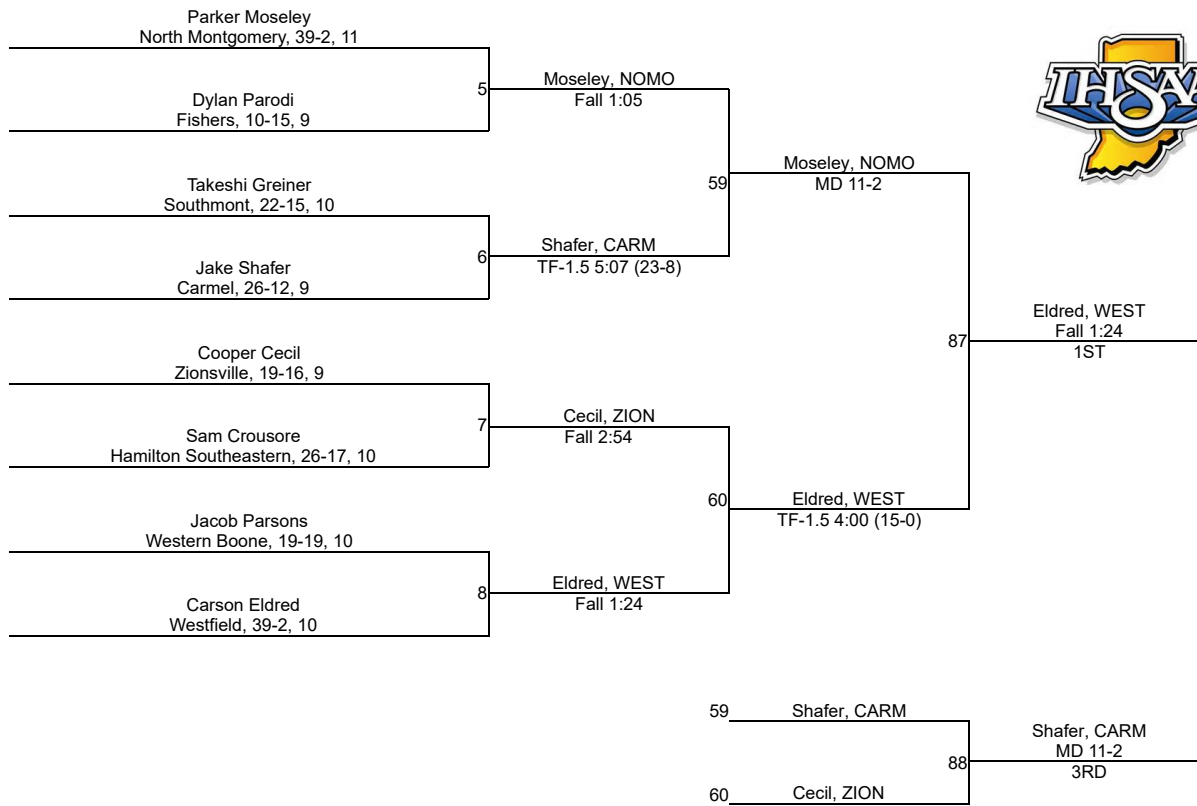 Parker Moseley
North Montgomery, 39-2, 11
Dylan Parodi
Fishers, 10-15, 9
5
Moseley, NOMO
Fall 1:05
Takeshi Greiner
Southmont, 22-15, 10
Jake Shafer
Carmel, 26-12, 9
6
Shafer, CARM
TF-1.5 5:07 (23-8)
59
Moseley, NOMO
MD 11-2
IHSAA
Cooper Cecil
Zionsville, 19-16, 9
Sam Crousore
Hamilton Southeastern, 26-17, 10
7
Cecil, ZION
Fall 2:54
Jacob Parsons
Western Boone, 19-19, 10
Carson Eldred
Westfield, 39-2, 10
8
Eldred, WEST
Fall 1:24
60
Eldred, WEST
TF-1.5 4:00 (15-0)
87
Eldred, WEST
Fall 1:24
1ST
59
Shafer, CARM
60
Cecil, ZION
88
Shafer, CARM
MD 11-2
3RD